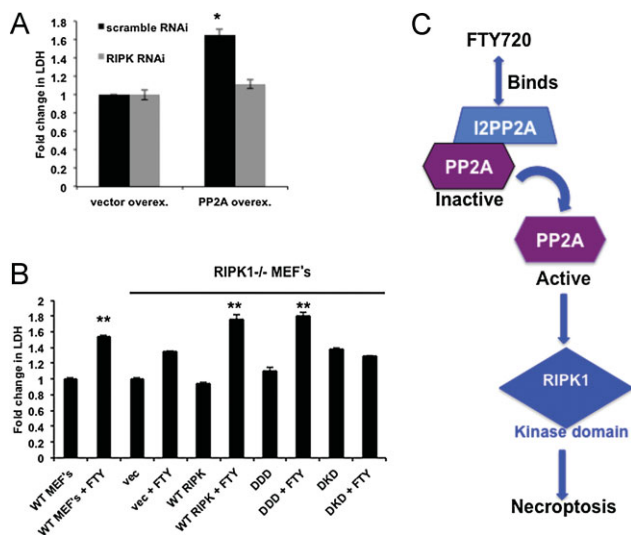 A
scramble RNAi
RIPK RNAi
*
Fold change in LDH
1.8
1.6
1.4
1.2
1
0.8
0.6
0.4
0.2
0
vector overex.
PP2A overex.
B
RIPK1-/- MEF's
**
**
**
Fold change in LDH
1.8
1.8
1.4
1.2
1.0
0.8
0.6
0.4
0.2
0
WT MEF's
WT MEF's + FTY
vec
vec + FTY
WT RIPK
WT RIPK + FTY
DDD
DDD + FTY
DKD
DKD + FTY
C
FTY720
Binds
I2PP2A
PP2A
Inactive
PP2A
Active
RIPK1
Kinase domain
Necroptosis